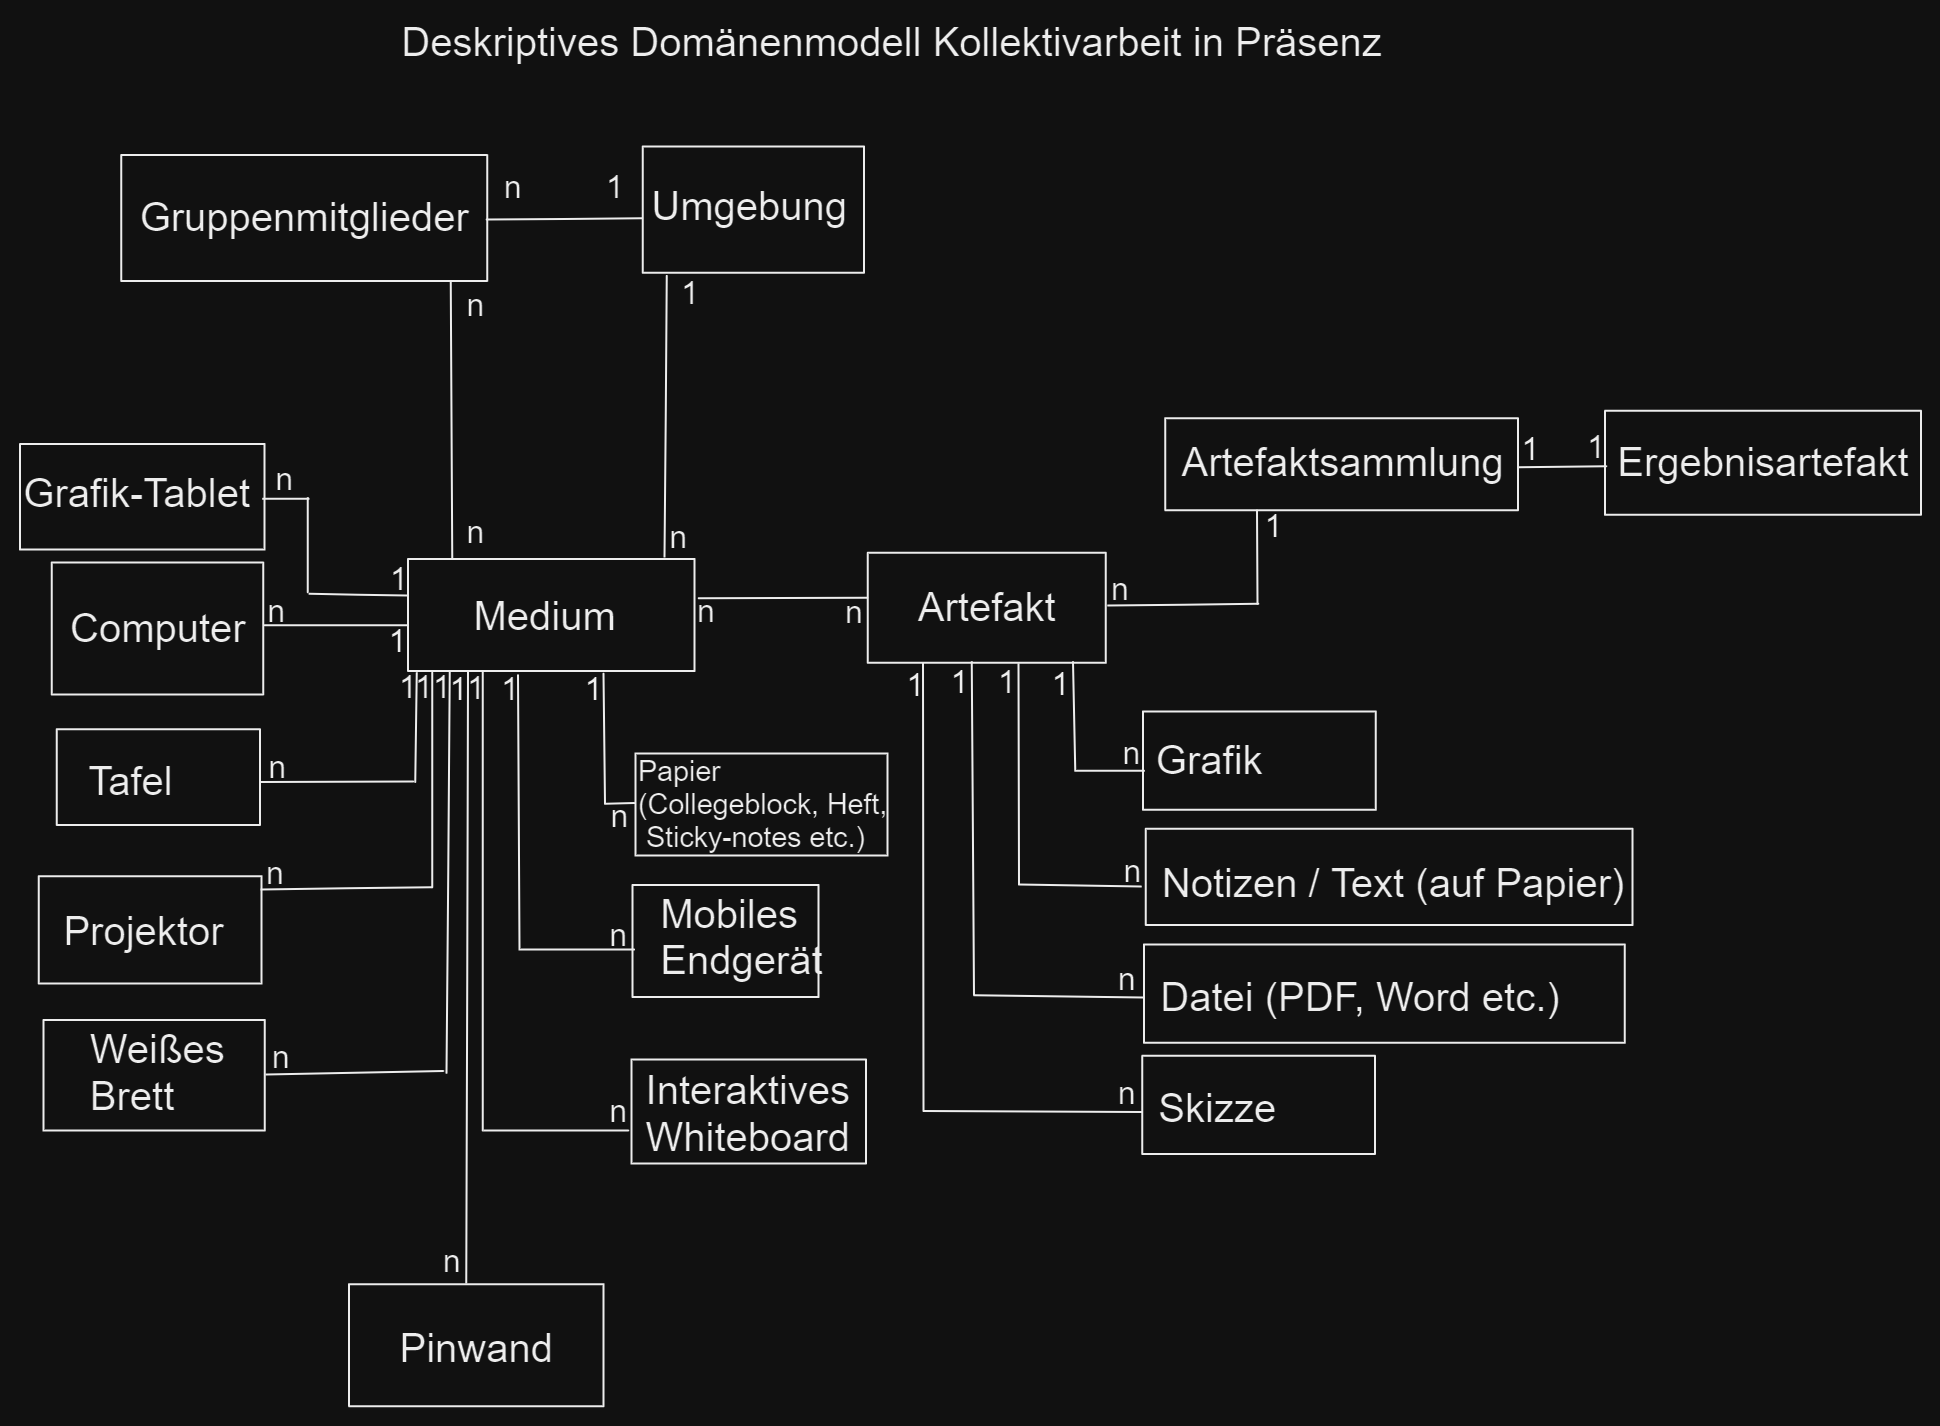 Deskriptives Domänenmodell Kollektivarbeit in Präsenz
Gruppenmitglieder
n
1
Umgebung
n
1
Grafik-Tablet
n
n
n
1
Artefaktsammlung
1
1
Ergebnisartefakt
1
Computer
n
1
Medium
n
n
Artefakt
n
1
1
1
1
1
1
1
1
1
1
1
1
Tafel
n
Papier
(Collegeblock, Heft,
Sticky-notes etc.)
n
n
Grafik
Projektor
n
n
Notizen / Text (auf Papier)
Mobiles
Endgerät
n
n
Datei (PDF, Word etc.)
Weißes
Brett
n
Interaktives
Whiteboard
n
n
Skizze
n
Pinwand